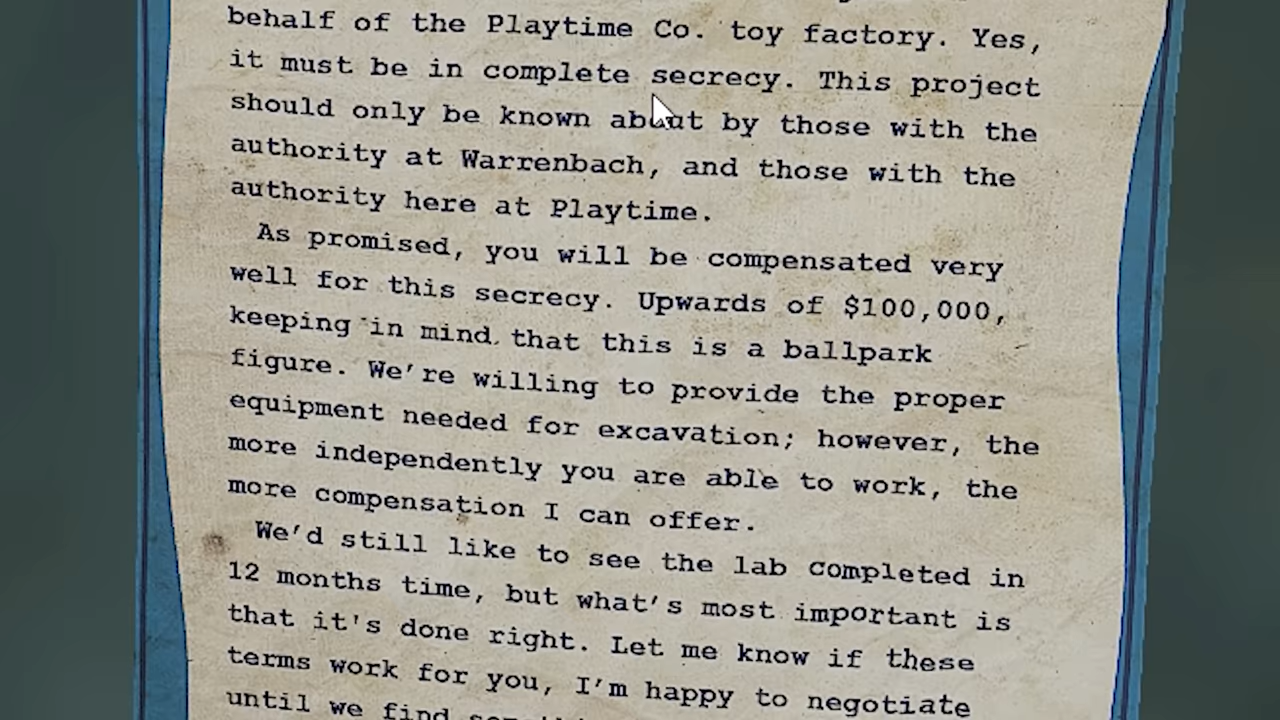 behalf of the Playtime Co. toy factory. Yes,
it must be in complete secrecy. This project
should only be known about by those with the
authority at Warrenbach, and those with the
authority here at Playtime.
As promised, you will be compensated very
well for this secrecy. Upwards of $100,000,
keeping in mind that this is a ballpark
figure. We're willing to provide the proper
equipment needed for excavation; however, the
more independently you are able to work, the
more compensation I can offer.
We'd still like to see the lab completed in
12 months time, but what's most important is
that it's done right. Let me know if these
terms work for you, I'm happy to negotiate
until we find